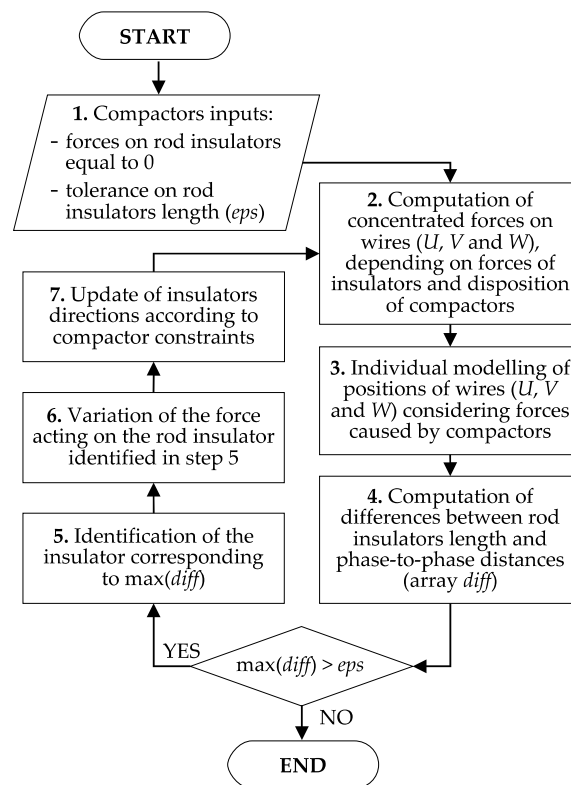 START
1. Compactors inputs:
- forces on rod insulators
equal to 0
- tolerance on rod
insulators length (eps)
2. Computation of
concentrated forces on
wires (U, V and W),
depending on forces of
insulators and disposition
of compactors
3. Individual modelling of
positions of wires (U, V
and W) considering forces
caused by compactors
4. Computation of
differences between rod
insulators length and
phase-to-phase distances
(array diff)
max(diff) > eps
YES
5. Identification of the
insulator corresponding
to max(diff)
6. Variation of the force
acting on the rod insulator
identified in step 5
7. Update of insulators
directions according to
compactor constraints
NO
END